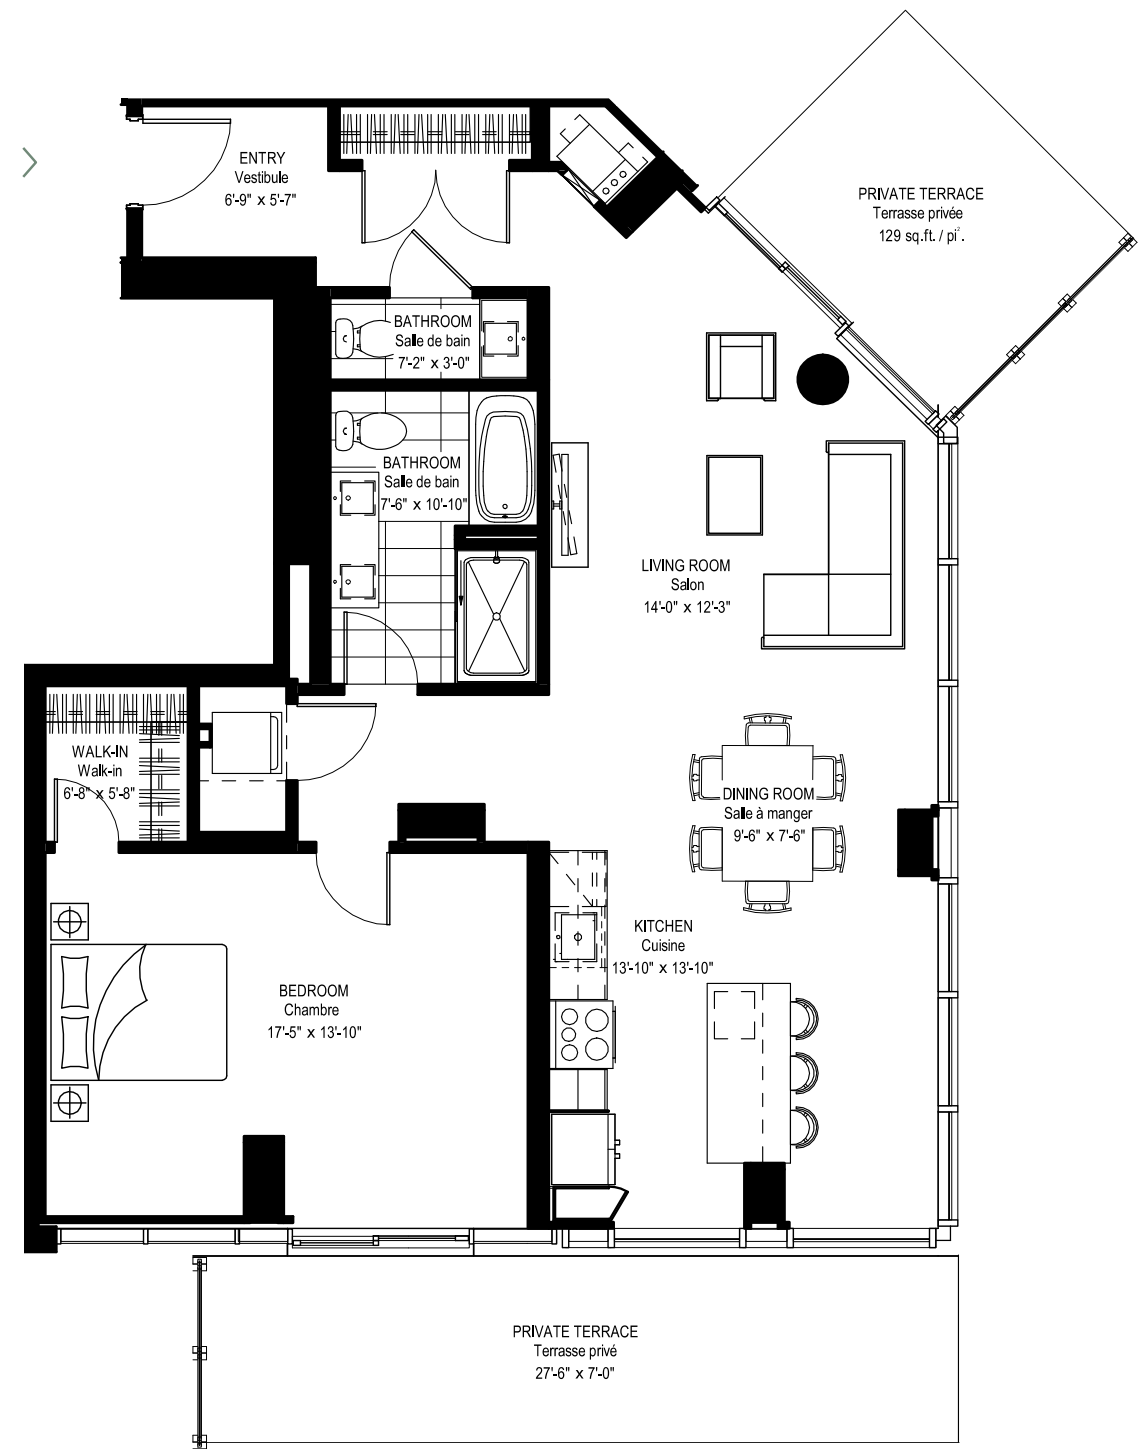 ENTRY
Vestibule
6'-9" x 5'-7"
PRIVATE TERRACE
Terrasse privée
129 sq.ft. / pi².
BATHROOM
Salle de bain
7'-2" x 3'-0"
BATHROOM
Salle de bain
7'-6" x 10'-10"
LIVING ROOM
Salon
14'-0" x 12'-3"
WALK-IN
Walk-in
6'-8" x 5'-8"
DINING ROOM
Salle à manger
9'-6" x 7'-6"
KITCHEN
Cuisine
13'-10" x 13'-10"
BEDROOM
Chambre
17'-5" x 13'-10"
PRIVATE TERRACE
Terrasse privé
27'-6" x 7'-0"